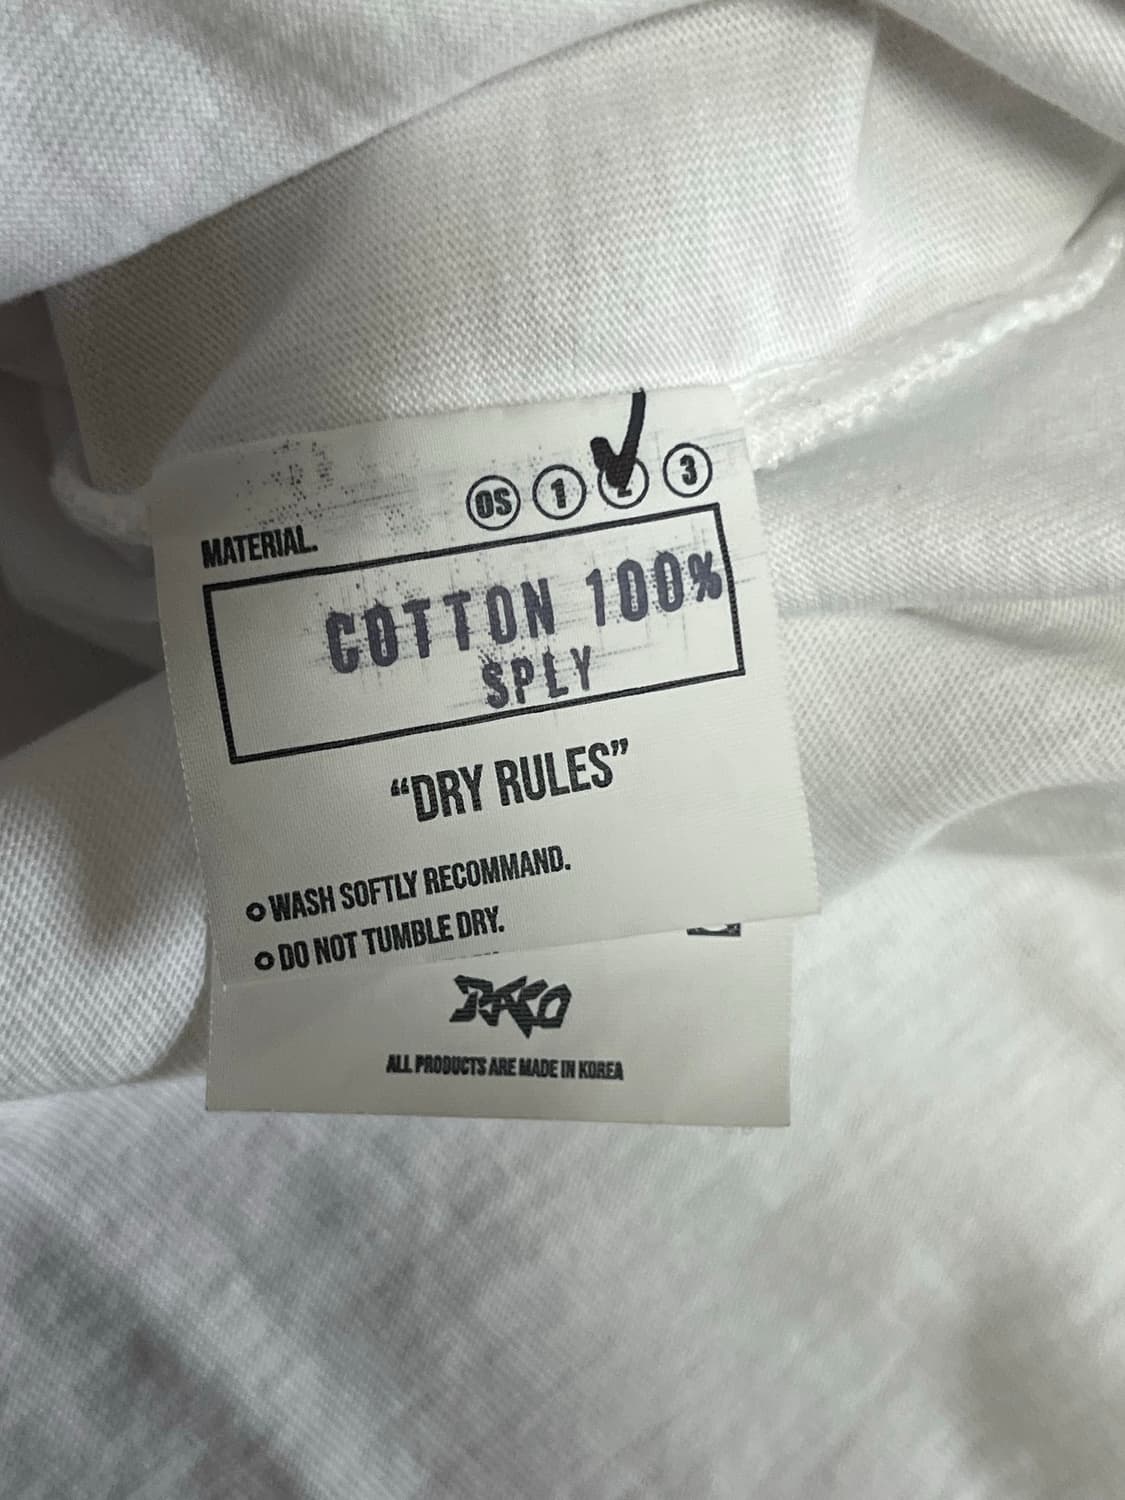 OS 1 2 3
MATERIAL.
COTTON 100%
SPLY
“DRY RULES”
WASH SOFTLY RECOMMAND.
DO NOT TUMBLE DRY.
ALL PRODUCTS ARE MADE IN KOREA